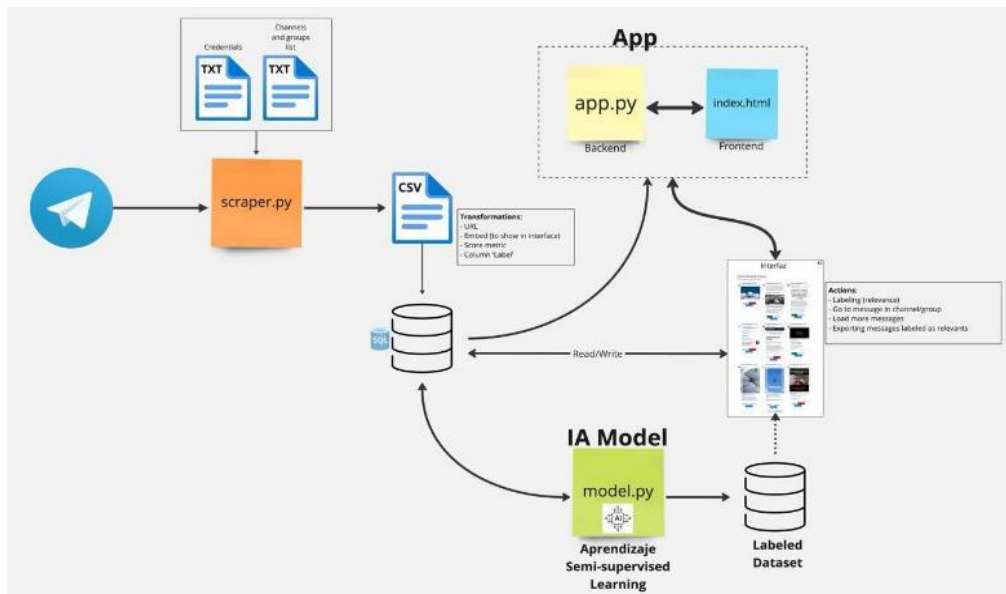 Credentials
Channels
and groups
list
TXT
TXT
App
app.py
index.html
Backend
Frontend
scraper.py
CSV
Transformations:
- URL
- Embed (to show in interface)
- Score metric
- Column 'Label'
Interfaz
Actions:
- Labeling (relevance)
- Go to message in channel/group
- Load more messages
- Exporting messages labeled as relevants
SQL
Read/Write
IA Model
model.py
AI
Aprendizaje
Semi-supervised
Learning
Labeled
Dataset